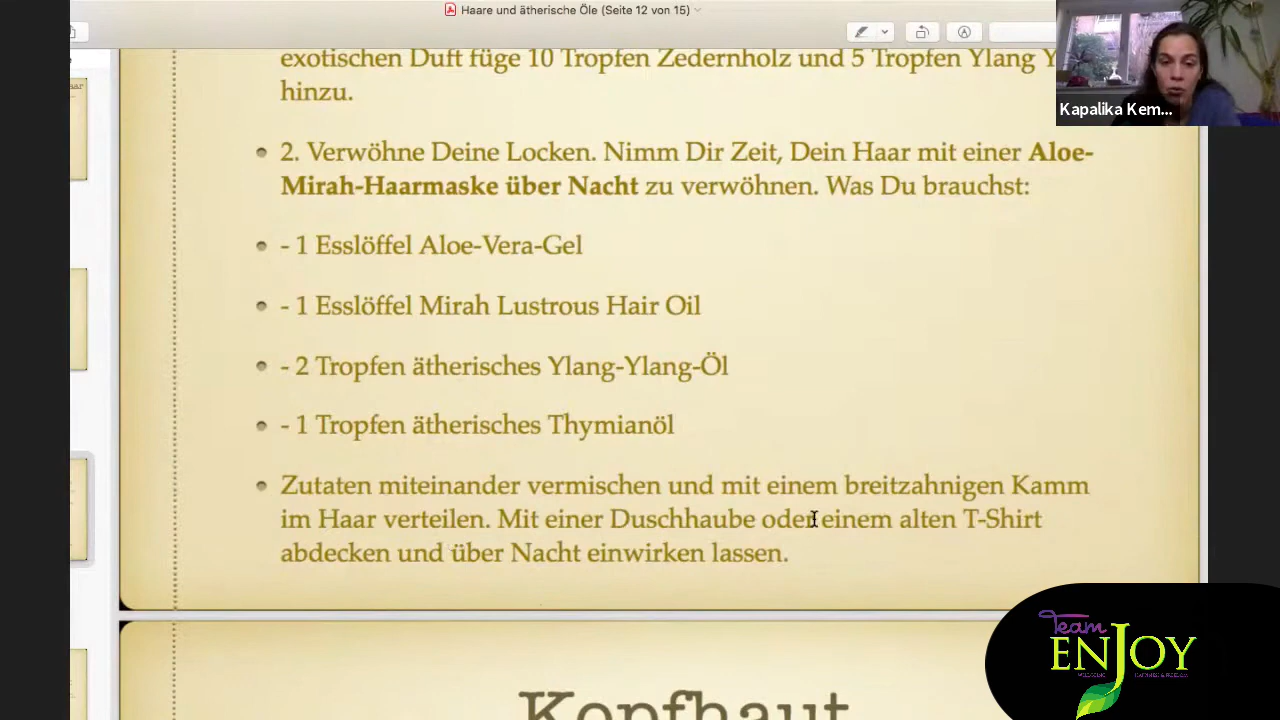 Haare und ätherische Öle (Seite 12 von 15)
exotischen Duft füge 10 Tropfen Zedernholz und 5 Tropfen Ylang Y
hinzu.
Kapalika Kem...
• 2. Verwöhne Deine Locken. Nimm Dir Zeit, Dein Haar mit einer Aloe-
Mirah-Haarmaske über Nacht zu verwöhnen. Was Du brauchst:
• - 1 Esslöffel Aloe-Vera-Gel
• - 1 Esslöffel Mirah Lustrous Hair Oil
• - 2 Tropfen ätherisches Ylang-Ylang-Öl
• - 1 Tropfen ätherisches Thymianöl
• Zutaten miteinander vermischen und mit einem breitzahnigen Kamm
im Haar verteilen. Mit einer Duschhaube oder einem alten T-Shirt
abdecken und über Nacht einwirken lassen.
Kopfhaut
Team
ENJOY